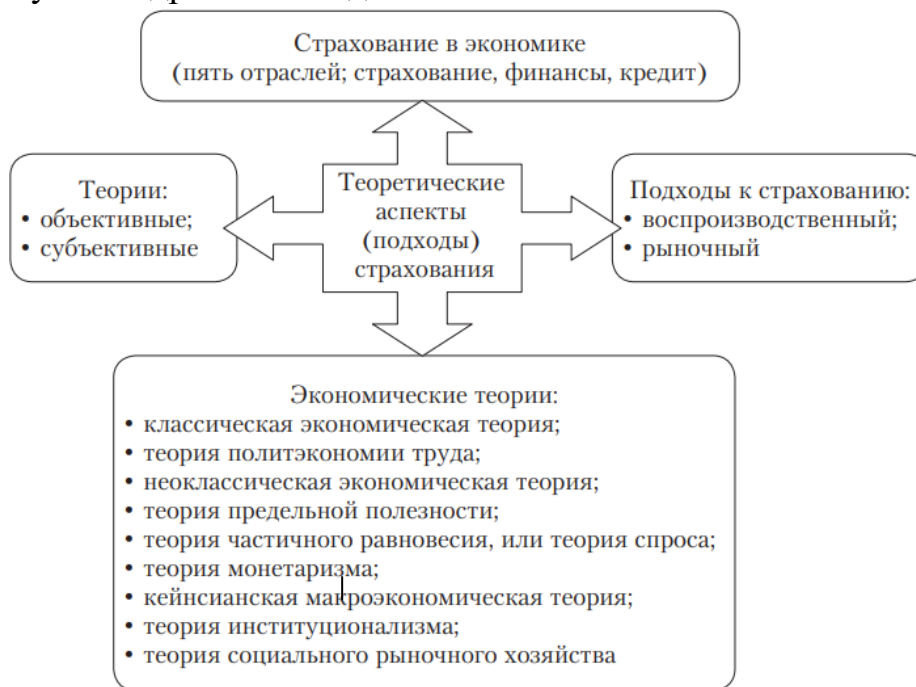 Страхование в экономике
(пять отраслей; страхование, финансы, кредит)
Теории:
• объективные;
• субъективные
Теоретические
аспекты
(подходы)
страхования
Подходы к страхованию:
• воспроизводственный;
• рыночный
Экономические теории:
• классическая экономическая теория;
• теория политэкономии труда;
• неоклассическая экономическая теория;
• теория предельной полезности;
• теория частичного равновесия, или теория спроса;
• теория монетаризма;
• кейнсианская макроэкономическая теория;
• теория институционализма;
• теория социального рыночного хозяйства